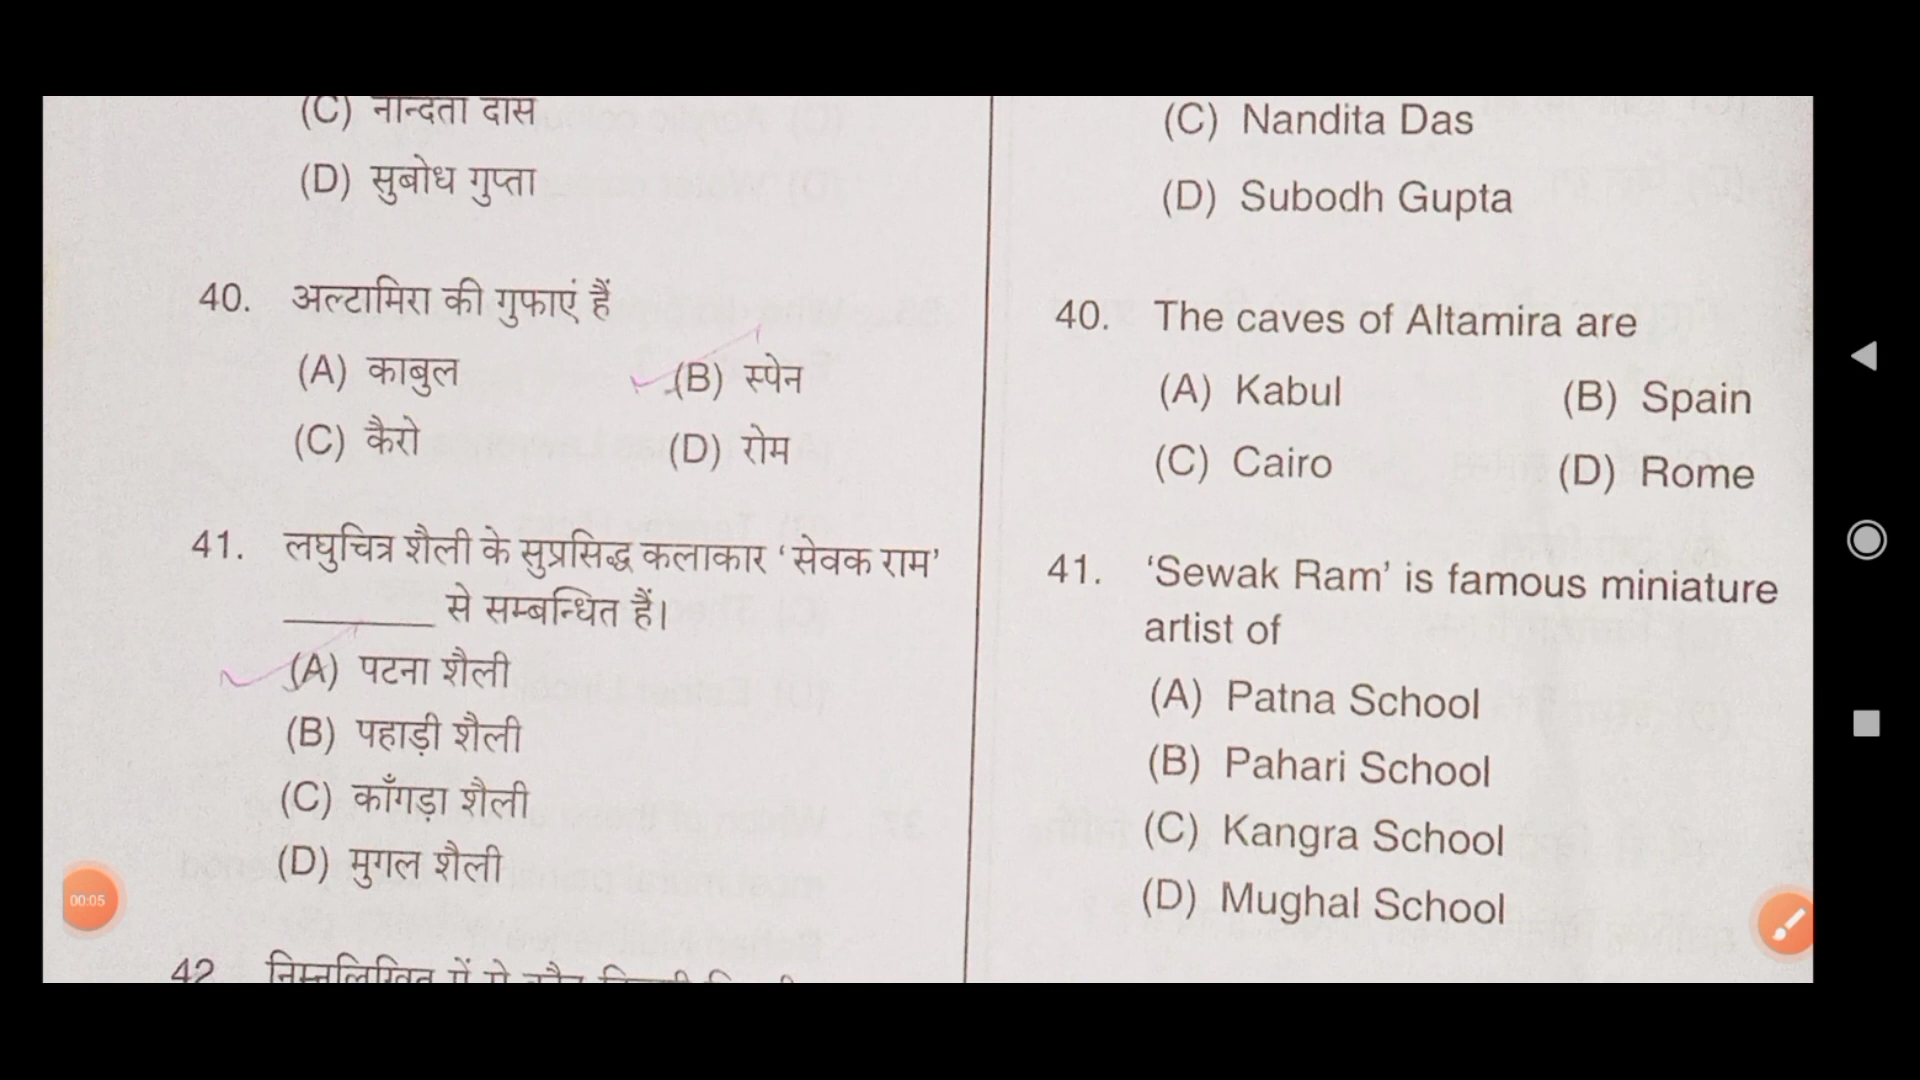 (C) नन्दिता दास
(D) सुबोध गुप्ता
40. अल्टामिरा की गुफाएं हैं
(A) काबुल (B) स्पेन
(C) कैरो (D) रोम
41. लघुचित्र शैली के सुप्रसिद्ध कलाकार ‘सेवक राम’
________ से सम्बन्धित हैं।
(A) पटना शैली
(B) पहाड़ी शैली
(C) काँगड़ा शैली
(D) मुगल शैली
42
(C) Nandita Das
(D) Subodh Gupta
40. The caves of Altamira are
(A) Kabul (B) Spain
(C) Cairo (D) Rome
41. ‘Sewak Ram’ is famous miniature
artist of
(A) Patna School
(B) Pahari School
(C) Kangra School
(D) Mughal School
00:05